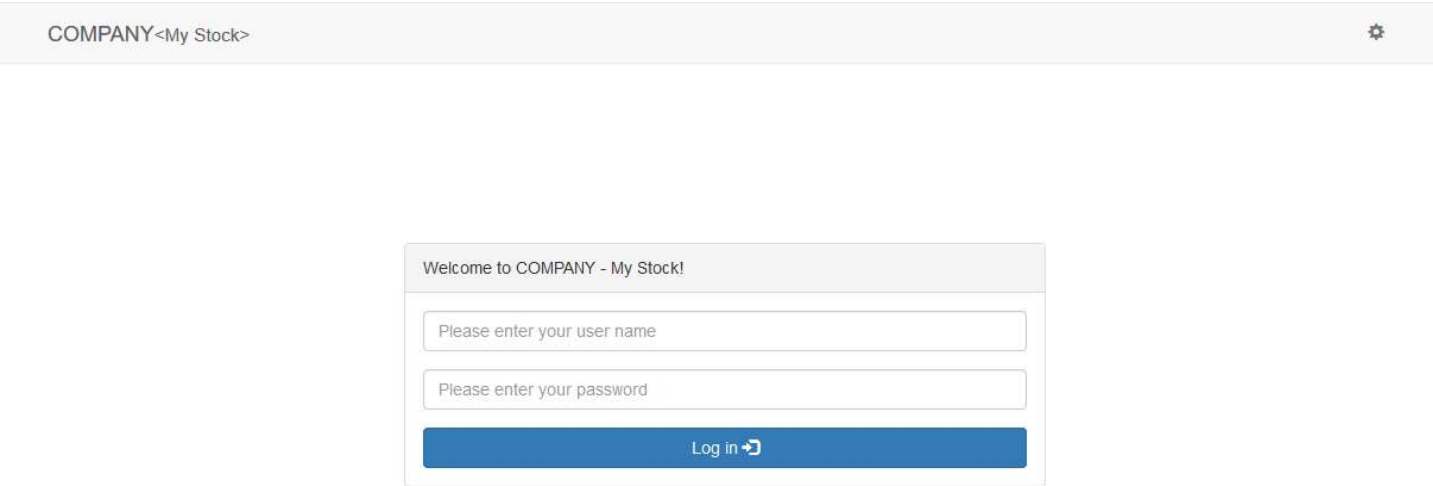 COMPANY<My Stock>
Welcome to COMPANY - My Stock!
Please enter your user name
Please enter your password
Log in